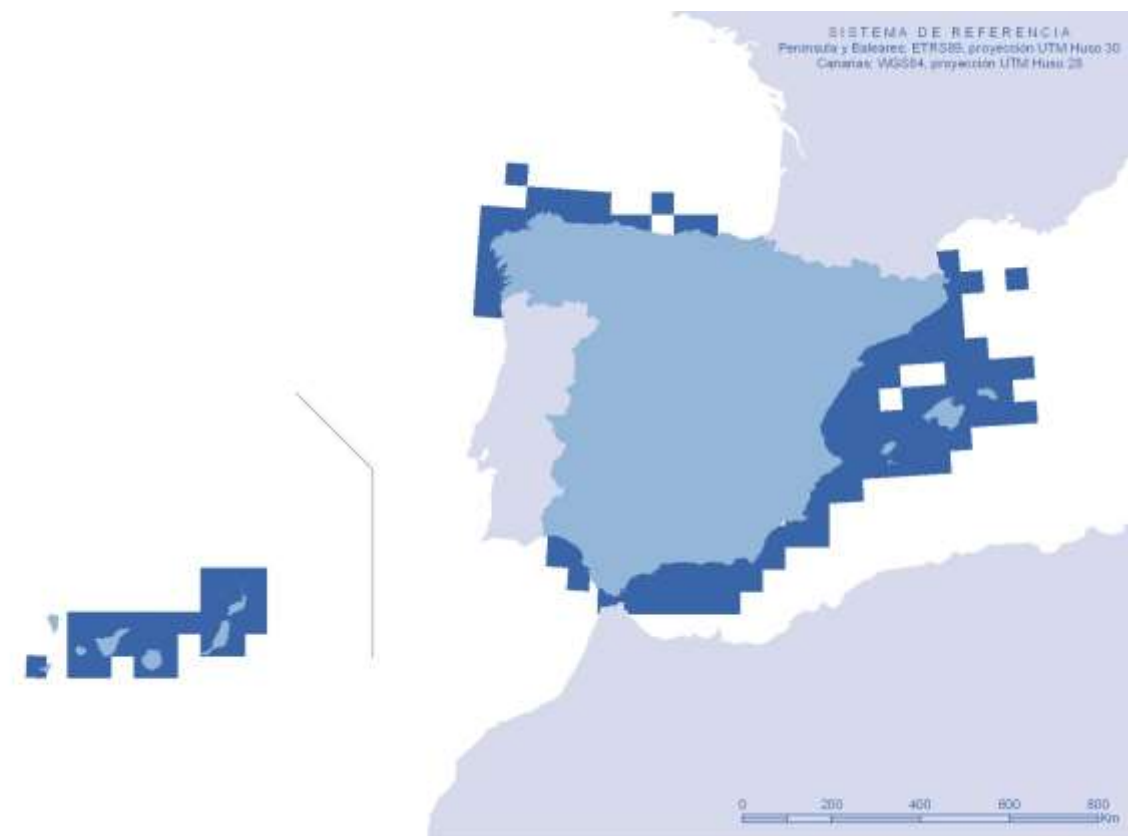 SISTEMA DE REFERENCIA
Península y Baleares: ETRS89, proyección UTM Huso 30
Canarias: WGS84, proyección UTM Huso 28
0 200 400 600 800
Km